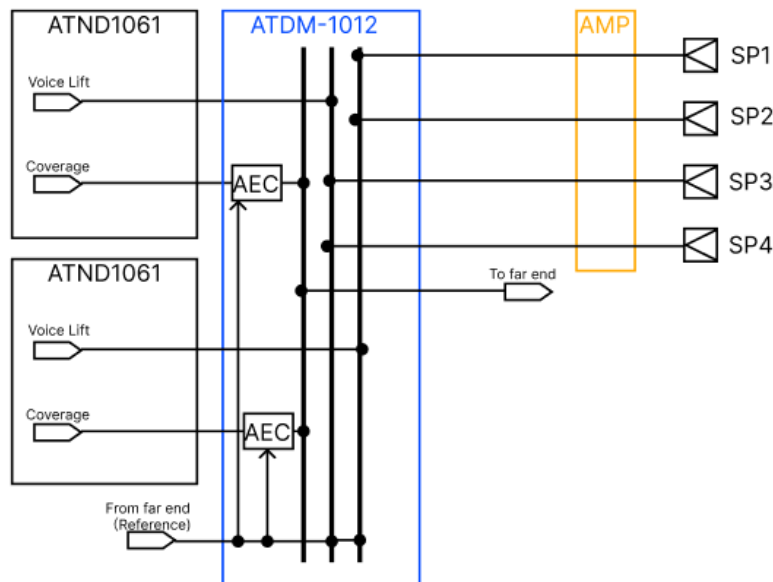 ATND1061
ATDM-1012
AMP
SP1
Voice Lift
SP2
Coverage
AEC
SP3
SP4
ATND1061
To far end
Voice Lift
Coverage
AEC
From far end
(Reference)